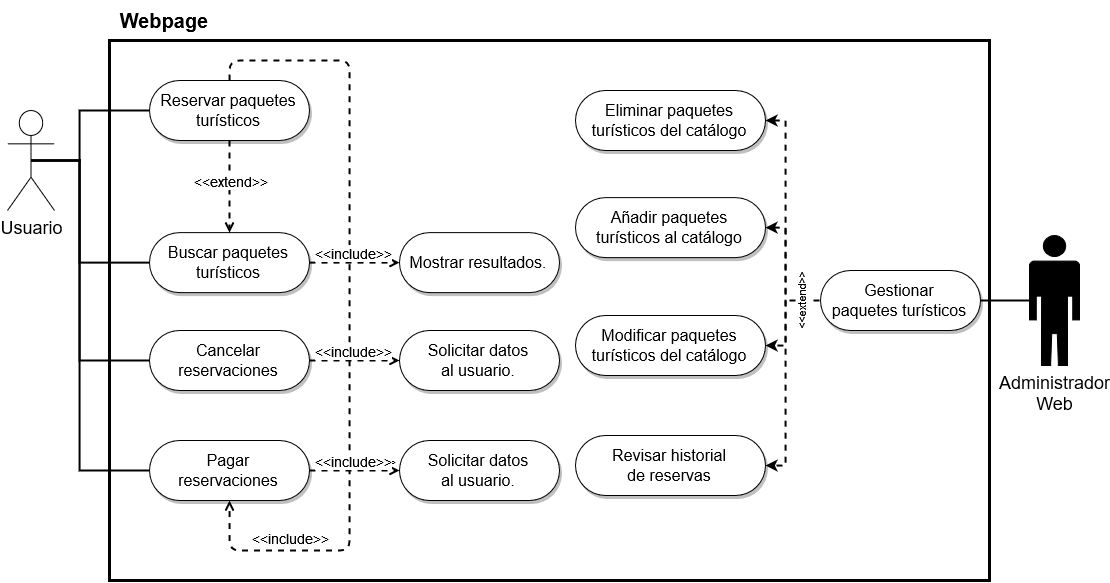 Webpage
Usuario
Reservar paquetes
turísticos
<<extend>>
Buscar paquetes
turísticos
<<include>>
Mostrar resultados.
Cancelar
reservaciones
<<include>>
Solicitar datos
al usuario.
Pagar
reservaciones
<<include>>
Solicitar datos
al usuario.
<<include>>
Eliminar paquetes
turísticos del catálogo
Añadir paquetes
turísticos al catálogo
Modificar paquetes
turísticos del catálogo
Revisar historial
de reservas
<<extend>>
Gestionar
paquetes turísticos
Administrador
Web